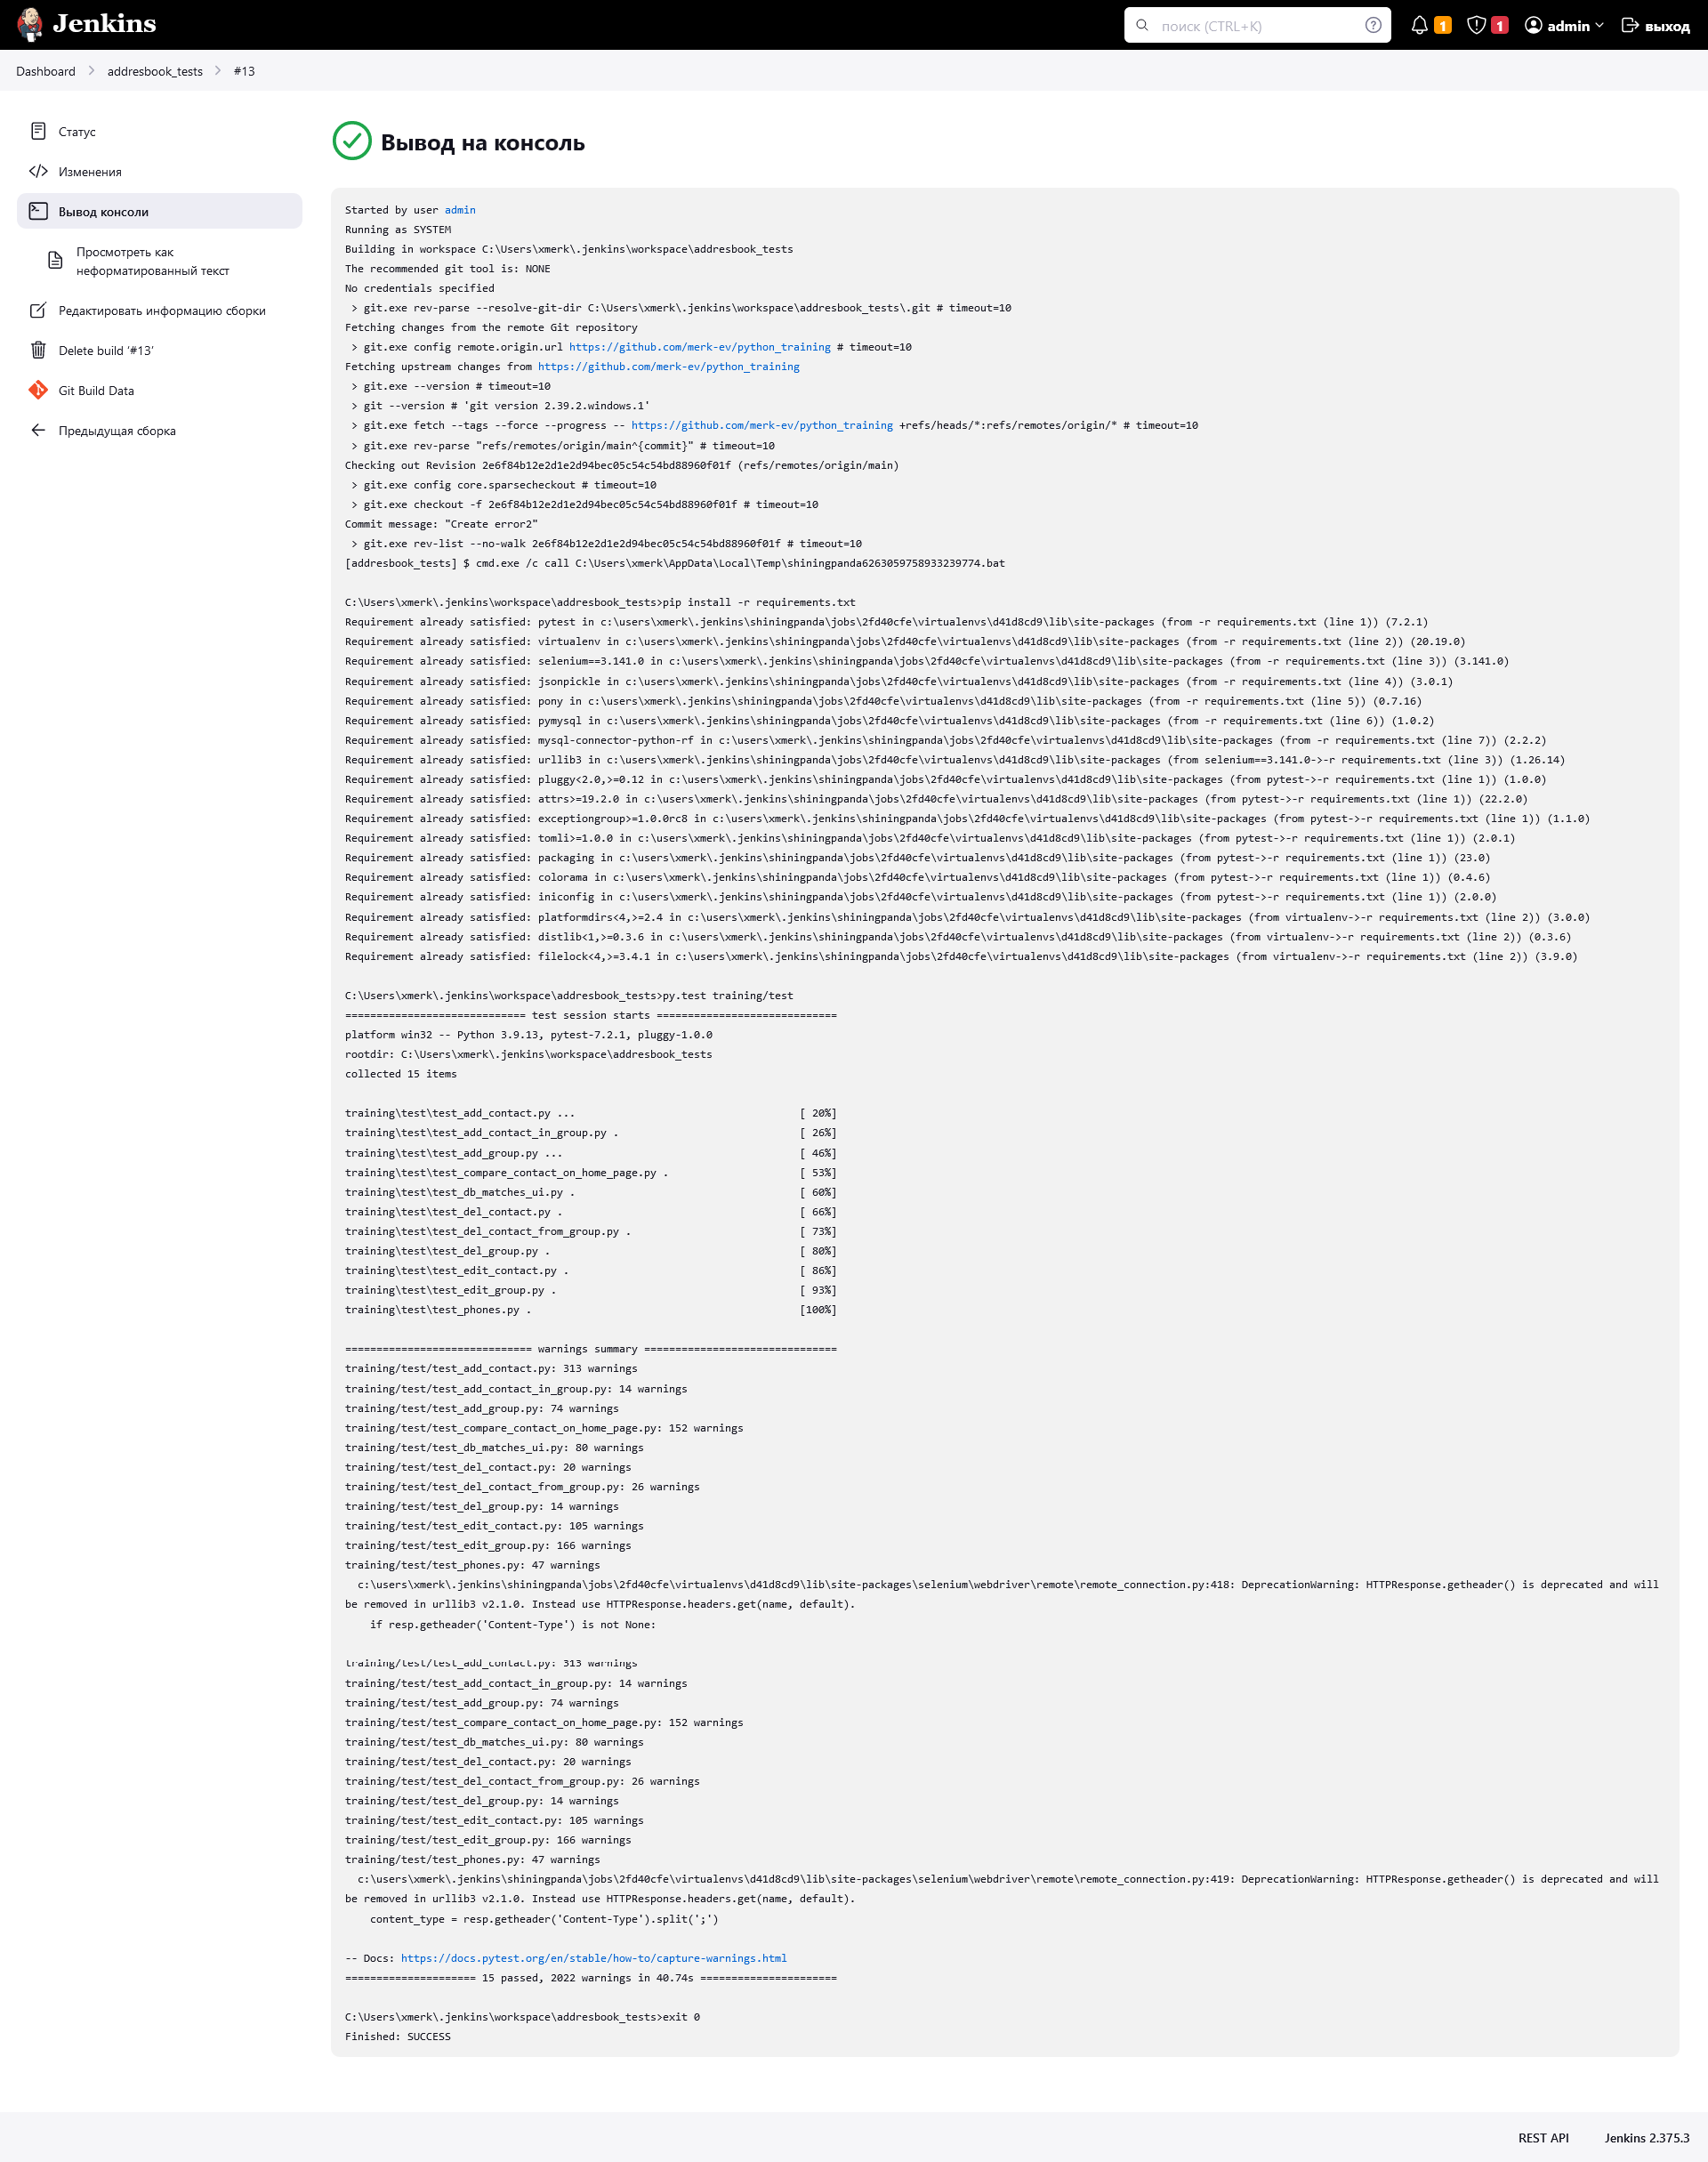 Jenkins
поиск (CTRL+K)
1
1
admin
выход
Dashboard
addresbook_tests
#13
Статус
Изменения
Вывод консоли
Просмотреть как
неформатированный текст
Редактировать информацию сборки
Delete build ‘#13’
Git Build Data
Предыдущая сборка
Вывод на консоль
Started by user admin
Running as SYSTEM
Building in workspace C:\Users\xmerk\.jenkins\workspace\addresbook_tests
The recommended git tool is: NONE
No credentials specified
 > git.exe rev-parse --resolve-git-dir C:\Users\xmerk\.jenkins\workspace\addresbook_tests\.git # timeout=10
Fetching changes from the remote Git repository
 > git.exe config remote.origin.url https://github.com/merk-ev/python_training # timeout=10
Fetching upstream changes from https://github.com/merk-ev/python_training
 > git.exe --version # timeout=10
 > git --version # 'git version 2.39.2.windows.1'
 > git.exe fetch --tags --force --progress -- https://github.com/merk-ev/python_training +refs/heads/*:refs/remotes/origin/* # timeout=10
 > git.exe rev-parse "refs/remotes/origin/main^{commit}" # timeout=10
Checking out Revision 2e6f84b12e2d1e2d94bec05c54c54bd88960f01f (refs/remotes/origin/main)
 > git.exe config core.sparsecheckout # timeout=10
 > git.exe checkout -f 2e6f84b12e2d1e2d94bec05c54c54bd88960f01f # timeout=10
Commit message: "Create error2"
 > git.exe rev-list --no-walk 2e6f84b12e2d1e2d94bec05c54c54bd88960f01f # timeout=10
[addresbook_tests] $ cmd.exe /c call C:\Users\xmerk\AppData\Local\Temp\shiningpanda6263059758933239774.bat
C:\Users\xmerk\.jenkins\workspace\addresbook_tests>pip install -r requirements.txt
Requirement already satisfied: pytest in c:\users\xmerk\.jenkins\shiningpanda\jobs\2fd40cfe\virtualenvs\d41d8cd9\lib\site-packages (from -r requirements.txt (line 1)) (7.2.1)
Requirement already satisfied: virtualenv in c:\users\xmerk\.jenkins\shiningpanda\jobs\2fd40cfe\virtualenvs\d41d8cd9\lib\site-packages (from -r requirements.txt (line 2)) (20.19.0)
Requirement already satisfied: selenium==3.141.0 in c:\users\xmerk\.jenkins\shiningpanda\jobs\2fd40cfe\virtualenvs\d41d8cd9\lib\site-packages (from -r requirements.txt (line 3)) (3.141.0)
Requirement already satisfied: jsonpickle in c:\users\xmerk\.jenkins\shiningpanda\jobs\2fd40cfe\virtualenvs\d41d8cd9\lib\site-packages (from -r requirements.txt (line 4)) (3.0.1)
Requirement already satisfied: pony in c:\users\xmerk\.jenkins\shiningpanda\jobs\2fd40cfe\virtualenvs\d41d8cd9\lib\site-packages (from -r requirements.txt (line 5)) (0.7.16)
Requirement already satisfied: pymysql in c:\users\xmerk\.jenkins\shiningpanda\jobs\2fd40cfe\virtualenvs\d41d8cd9\lib\site-packages (from -r requirements.txt (line 6)) (1.0.2)
Requirement already satisfied: mysql-connector-python-rf in c:\users\xmerk\.jenkins\shiningpanda\jobs\2fd40cfe\virtualenvs\d41d8cd9\lib\site-packages (from -r requirements.txt (line 7)) (2.2.2)
Requirement already satisfied: urllib3 in c:\users\xmerk\.jenkins\shiningpanda\jobs\2fd40cfe\virtualenvs\d41d8cd9\lib\site-packages (from selenium==3.141.0->-r requirements.txt (line 3)) (1.26.14)
Requirement already satisfied: pluggy<2.0,>=0.12 in c:\users\xmerk\.jenkins\shiningpanda\jobs\2fd40cfe\virtualenvs\d41d8cd9\lib\site-packages (from pytest->-r requirements.txt (line 1)) (1.0.0)
Requirement already satisfied: attrs>=19.2.0 in c:\users\xmerk\.jenkins\shiningpanda\jobs\2fd40cfe\virtualenvs\d41d8cd9\lib\site-packages (from pytest->-r requirements.txt (line 1)) (22.2.0)
Requirement already satisfied: exceptiongroup>=1.0.0rc8 in c:\users\xmerk\.jenkins\shiningpanda\jobs\2fd40cfe\virtualenvs\d41d8cd9\lib\site-packages (from pytest->-r requirements.txt (line 1)) (1.1.0)
Requirement already satisfied: tomli>=1.0.0 in c:\users\xmerk\.jenkins\shiningpanda\jobs\2fd40cfe\virtualenvs\d41d8cd9\lib\site-packages (from pytest->-r requirements.txt (line 1)) (2.0.1)
Requirement already satisfied: packaging in c:\users\xmerk\.jenkins\shiningpanda\jobs\2fd40cfe\virtualenvs\d41d8cd9\lib\site-packages (from pytest->-r requirements.txt (line 1)) (23.0)
Requirement already satisfied: colorama in c:\users\xmerk\.jenkins\shiningpanda\jobs\2fd40cfe\virtualenvs\d41d8cd9\lib\site-packages (from pytest->-r requirements.txt (line 1)) (0.4.6)
Requirement already satisfied: iniconfig in c:\users\xmerk\.jenkins\shiningpanda\jobs\2fd40cfe\virtualenvs\d41d8cd9\lib\site-packages (from pytest->-r requirements.txt (line 1)) (2.0.0)
Requirement already satisfied: platformdirs<4,>=2.4 in c:\users\xmerk\.jenkins\shiningpanda\jobs\2fd40cfe\virtualenvs\d41d8cd9\lib\site-packages (from virtualenv->-r requirements.txt (line 2)) (3.0.0)
Requirement already satisfied: distlib<1,>=0.3.6 in c:\users\xmerk\.jenkins\shiningpanda\jobs\2fd40cfe\virtualenvs\d41d8cd9\lib\site-packages (from virtualenv->-r requirements.txt (line 2)) (0.3.6)
Requirement already satisfied: filelock<4,>=3.4.1 in c:\users\xmerk\.jenkins\shiningpanda\jobs\2fd40cfe\virtualenvs\d41d8cd9\lib\site-packages (from virtualenv->-r requirements.txt (line 2)) (3.9.0)
C:\Users\xmerk\.jenkins\workspace\addresbook_tests>py.test training/test
============================= test session starts =============================
platform win32 -- Python 3.9.13, pytest-7.2.1, pluggy-1.0.0
rootdir: C:\Users\xmerk\.jenkins\workspace\addresbook_tests
collected 15 items
training\test\test_add_contact.py ...                                    [ 20%]
training\test\test_add_contact_in_group.py .                             [ 26%]
training\test\test_add_group.py ...                                      [ 46%]
training\test\test_compare_contact_on_home_page.py .                     [ 53%]
training\test\test_db_matches_ui.py .                                    [ 60%]
training\test\test_del_contact.py .                                      [ 66%]
training\test\test_del_contact_from_group.py .                           [ 73%]
training\test\test_del_group.py .                                        [ 80%]
training\test\test_edit_contact.py .                                     [ 86%]
training\test\test_edit_group.py .                                       [ 93%]
training\test\test_phones.py .                                           [100%]
============================== warnings summary ===============================
training/test/test_add_contact.py: 313 warnings
training/test/test_add_contact_in_group.py: 14 warnings
training/test/test_add_group.py: 74 warnings
training/test/test_compare_contact_on_home_page.py: 152 warnings
training/test/test_db_matches_ui.py: 80 warnings
training/test/test_del_contact.py: 20 warnings
training/test/test_del_contact_from_group.py: 26 warnings
training/test/test_del_group.py: 14 warnings
training/test/test_edit_contact.py: 105 warnings
training/test/test_edit_group.py: 166 warnings
training/test/test_phones.py: 47 warnings
  c:\users\xmerk\.jenkins\shiningpanda\jobs\2fd40cfe\virtualenvs\d41d8cd9\lib\site-packages\selenium\webdriver\remote\remote_connection.py:418: DeprecationWarning: HTTPResponse.getheader() is deprecated and will
be removed in urllib3 v2.1.0. Instead use HTTPResponse.headers.get(name, default).
    if resp.getheader('Content-Type') is not None:
training/test/test_add_contact.py: 313 warnings
training/test/test_add_contact_in_group.py: 14 warnings
training/test/test_add_group.py: 74 warnings
training/test/test_compare_contact_on_home_page.py: 152 warnings
training/test/test_db_matches_ui.py: 80 warnings
training/test/test_del_contact.py: 20 warnings
training/test/test_del_contact_from_group.py: 26 warnings
training/test/test_del_group.py: 14 warnings
training/test/test_edit_contact.py: 105 warnings
training/test/test_edit_group.py: 166 warnings
training/test/test_phones.py: 47 warnings
  c:\users\xmerk\.jenkins\shiningpanda\jobs\2fd40cfe\virtualenvs\d41d8cd9\lib\site-packages\selenium\webdriver\remote\remote_connection.py:419: DeprecationWarning: HTTPResponse.getheader() is deprecated and will
be removed in urllib3 v2.1.0. Instead use HTTPResponse.headers.get(name, default).
    content_type = resp.getheader('Content-Type').split(';')
-- Docs: https://docs.pytest.org/en/stable/how-to/capture-warnings.html
===================== 15 passed, 2022 warnings in 40.74s ======================
C:\Users\xmerk\.jenkins\workspace\addresbook_tests>exit 0
Finished: SUCCESS
REST API
Jenkins 2.375.3